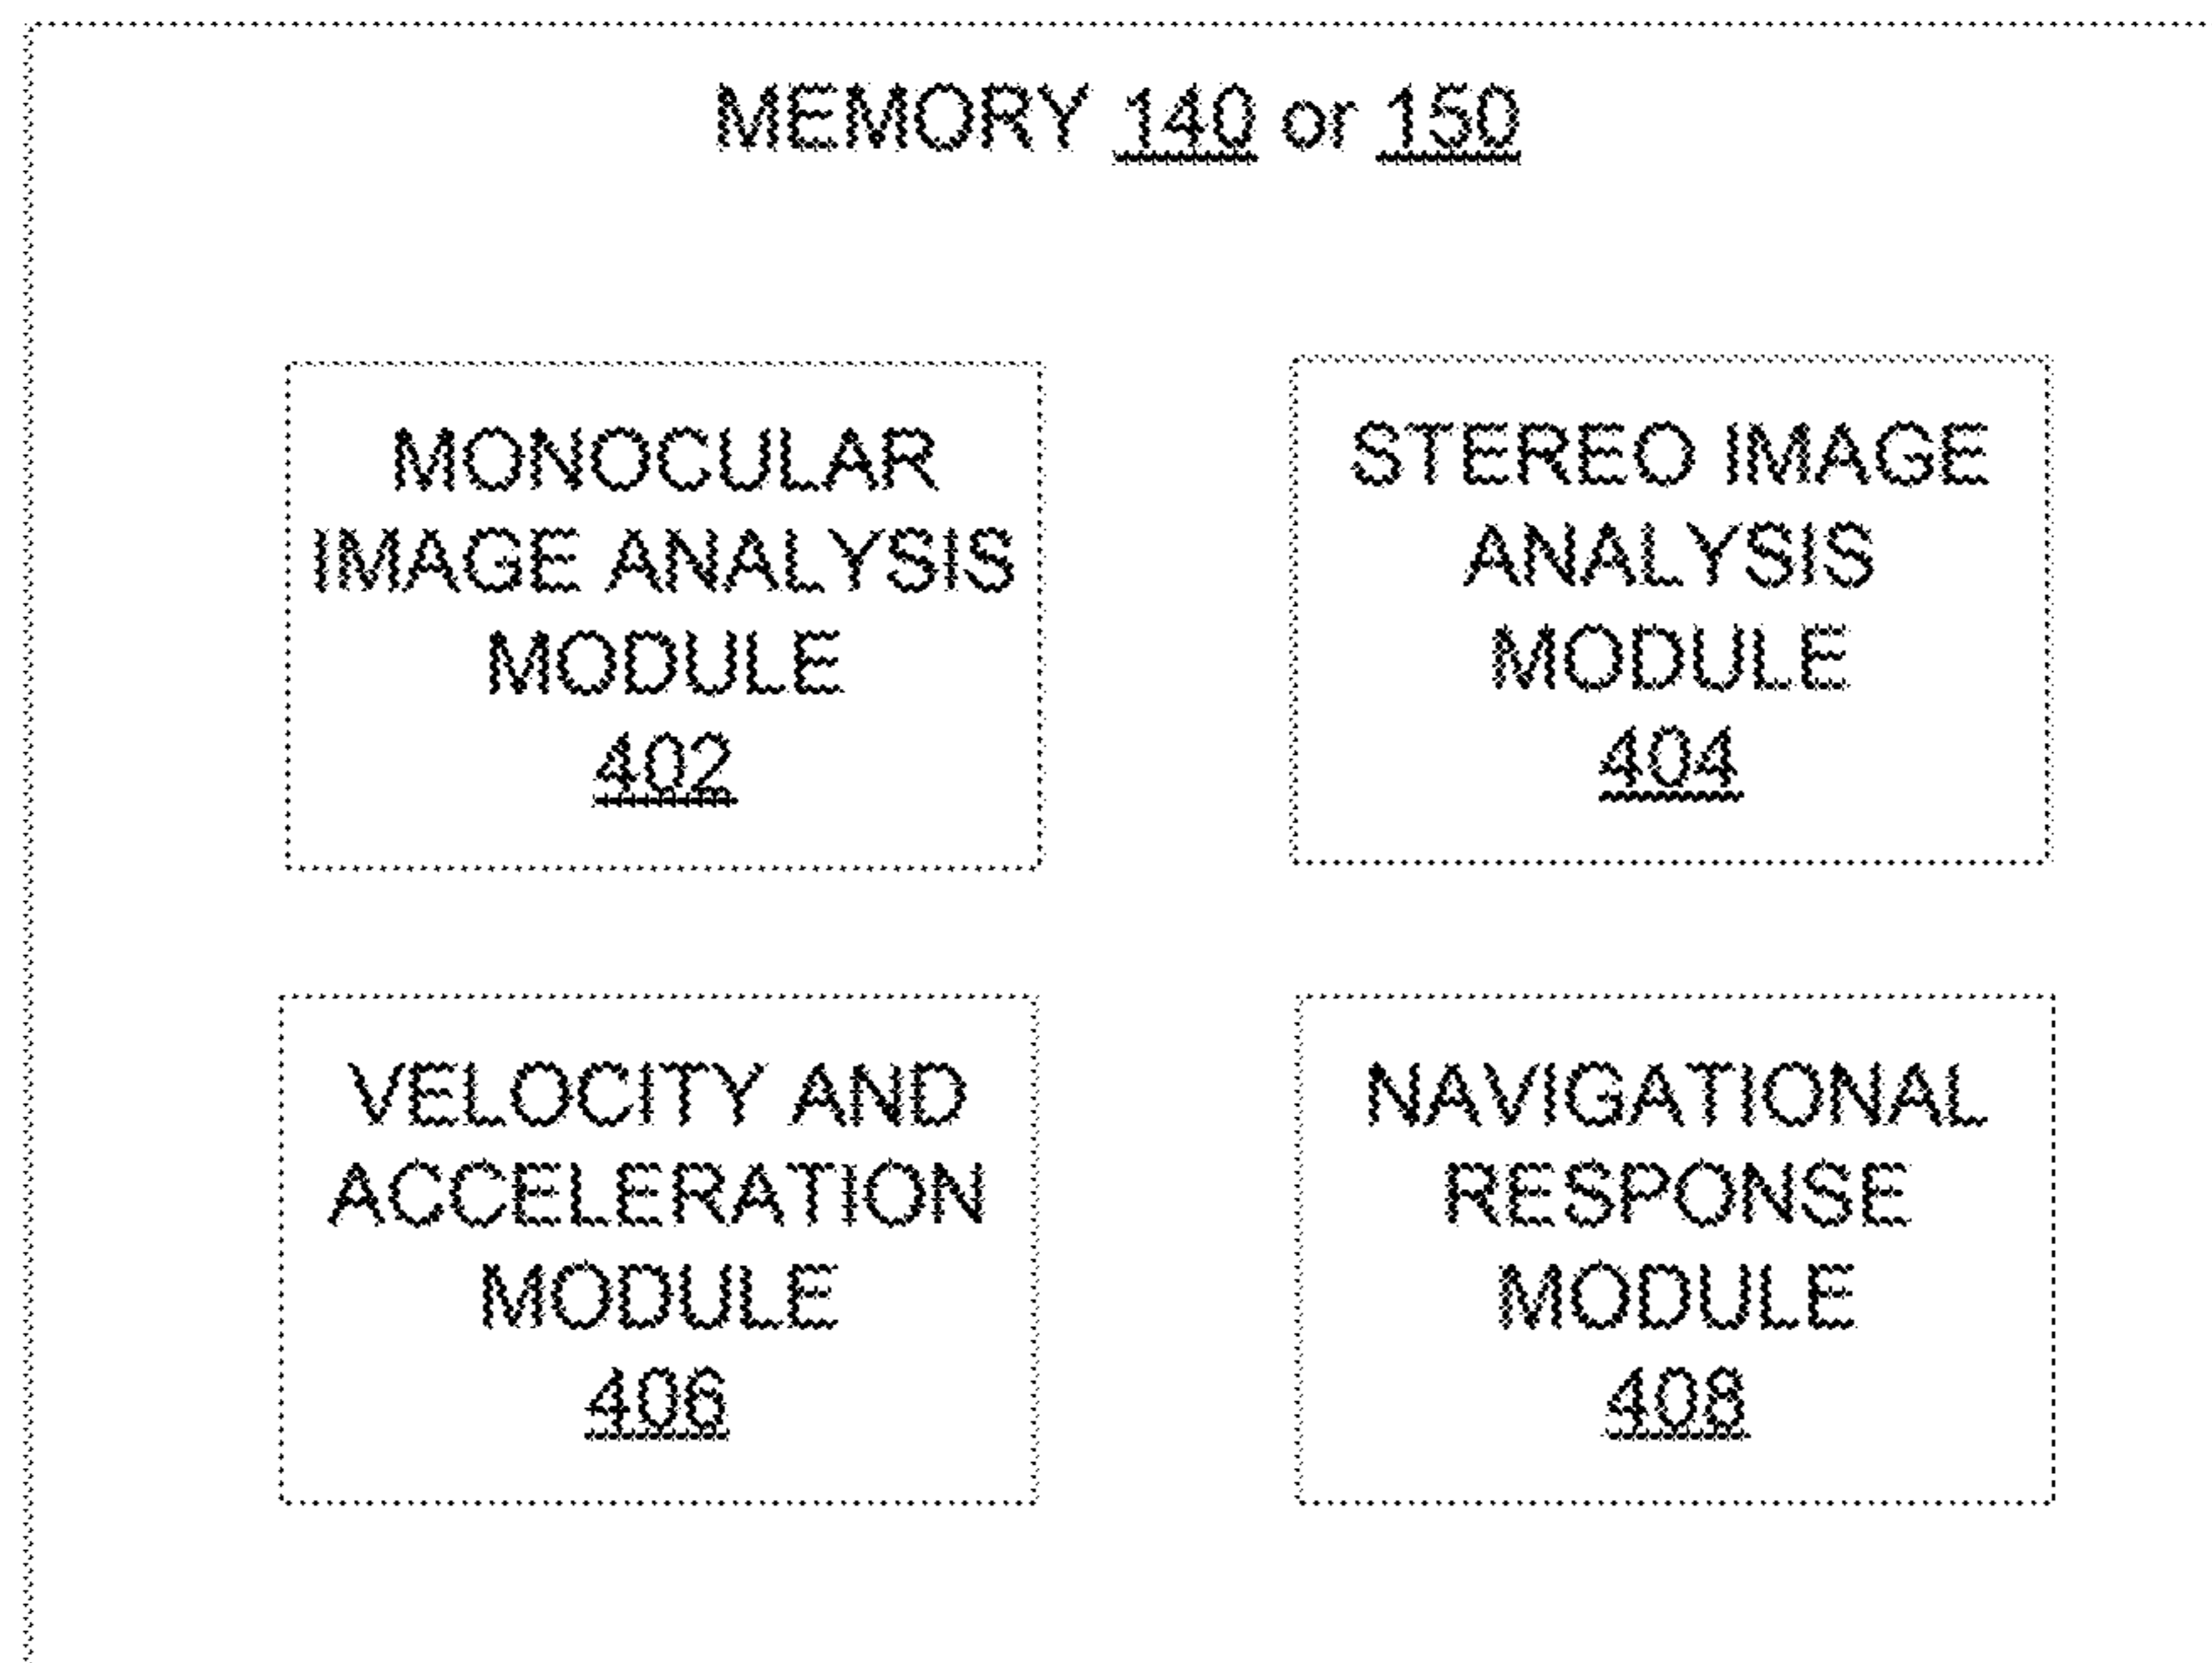 MEMORY 140 or 150
MONOCULAR
IMAGE ANALYSIS
MODULE
402
STEREO IMAGE
ANALYSIS
MODULE
404
VELOCITY AND
ACCELERATION
MODULE
406
NAVIGATIONAL
RESPONSE
MODULE
408